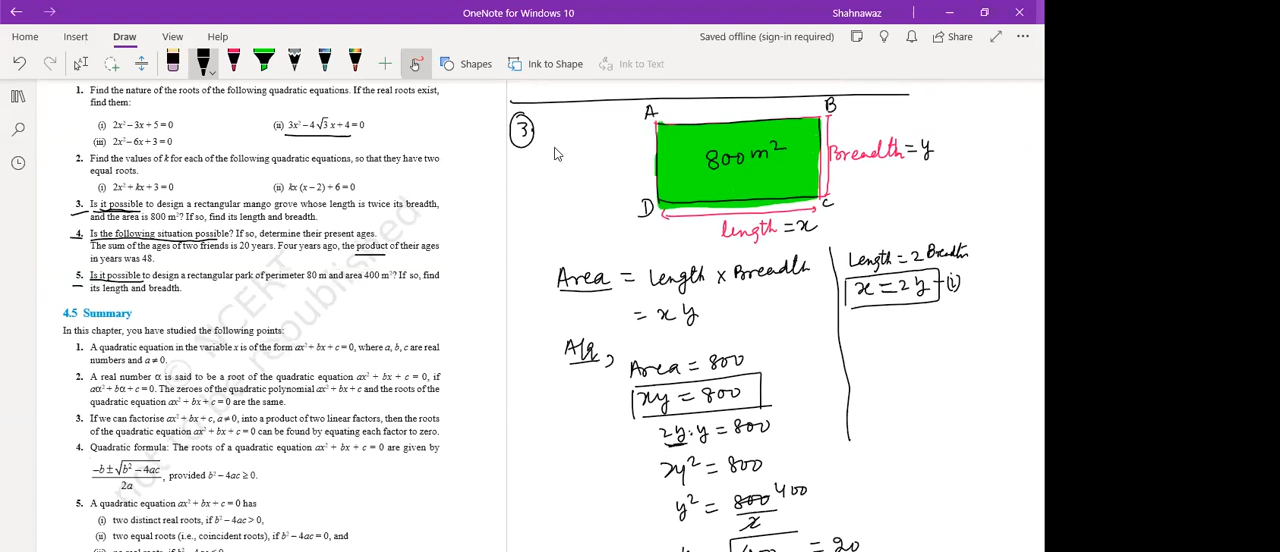 OneNote for Windows 10
Shahnawaz
Home Insert Draw View Help
Saved offline (sign-in required)
Share
Shapes
Ink to Shape
Ink to Text
1. Find the nature of the roots of the following quadratic equations. If the real roots exist,
find them:
(i) 2x² – 3x + 5 = 0 (ii) 3x² – 4√3 x + 4 = 0
(iii) 2x² – 6x + 3 = 0
2. Find the values of k for each of the following quadratic equations, so that they have two
equal roots.
(i) 2x² + kx + 3 = 0 (ii) kx (x – 2) + 6 = 0
3. Is it possible to design a rectangular mango grove whose length is twice its breadth,
and the area is 800 m²? If so, find its length and breadth.
4. Is the following situation possible? If so, determine their present ages.
The sum of the ages of two friends is 20 years. Four years ago, the product of their ages
in years was 48.
5. Is it possible to design a rectangular park of perimeter 80 m and area 400 m²? If so, find
its length and breadth.
4.5 Summary
In this chapter, you have studied the following points:
1. A quadratic equation in the variable x is of the form ax² + bx + c = 0, where a, b, c are real
numbers and a ≠ 0.
2. A real number α is said to be a root of the quadratic equation ax² + bx + c = 0, if
aα² + bα + c = 0. The zeroes of the quadratic polynomial ax² + bx + c and the roots of the
quadratic equation ax² + bx + c = 0 are the same.
3. If we can factorise ax² + bx + c, a ≠ 0, into a product of two linear factors, then the roots
of the quadratic equation ax² + bx + c = 0 can be found by equating each factor to zero.
4. Quadratic formula: The roots of a quadratic equation ax² + bx + c = 0 are given by
-b ± √b² – 4ac / 2a, provided b² – 4ac ≥ 0.
5. A quadratic equation ax² + bx + c = 0 has
(i) two distinct real roots, if b² – 4ac > 0,
(ii) two equal roots (i.e., coincident roots), if b² – 4ac = 0, and
© NCERT
not to be republished
3.
A
B
800 m²
Breadth = y
D
C
length = x
Area = length × Breadth
= x y
A/Q,
Area = 800
xy = 800
2y · y = 800
2y² = 800
y² = 800 400
2
= 20
Length = 2 Breadth
x = 2y – (i)